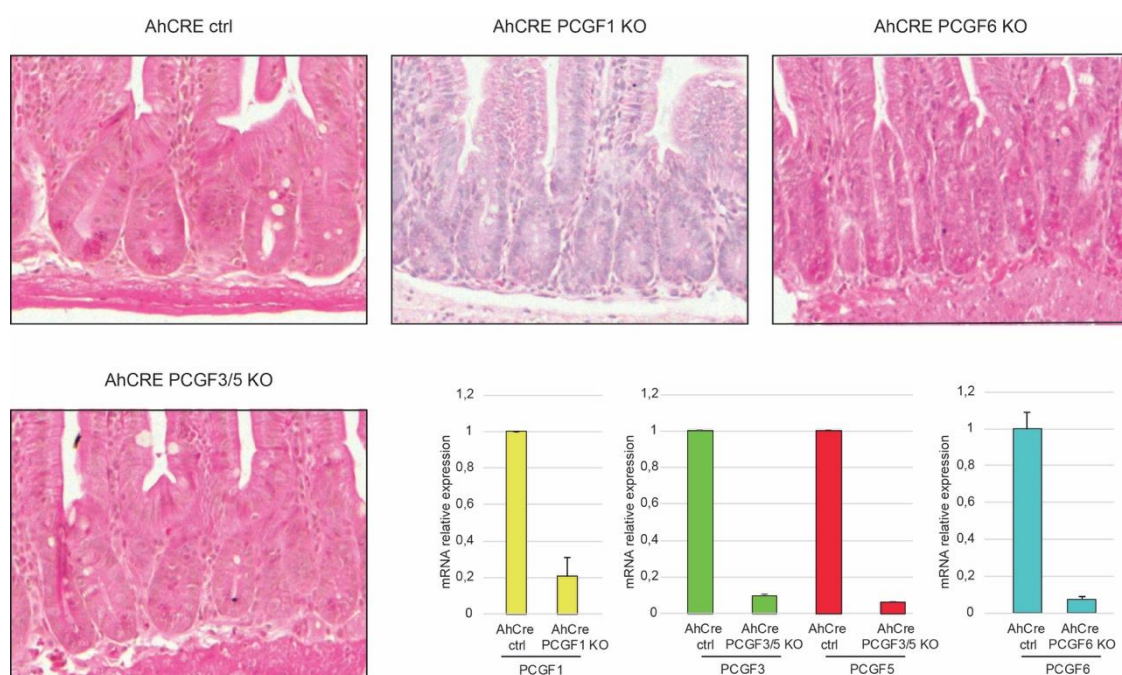 AhCRE ctrl
AhCRE PCGF1 KO
AhCRE PCGF6 KO
AhCRE PCGF3/5 KO
mRNA relative expression
1,2
1
0,8
0,6
0,4
0,2
0
AhCre
ctrl
AhCre
PCGF1 KO
PCGF1
mRNA relative expression
1,2
1
0,8
0,6
0,4
0,2
0
AhCre
ctrl
AhCre
PCGF3/5 KO
AhCre
ctrl
AhCre
PCGF3/5 KO
PCGF3
PCGF5
mRNA relative expression
1,2
1
0,8
0,6
0,4
0,2
0
AhCre
ctrl
AhCre
PCGF6 KO
PCGF6